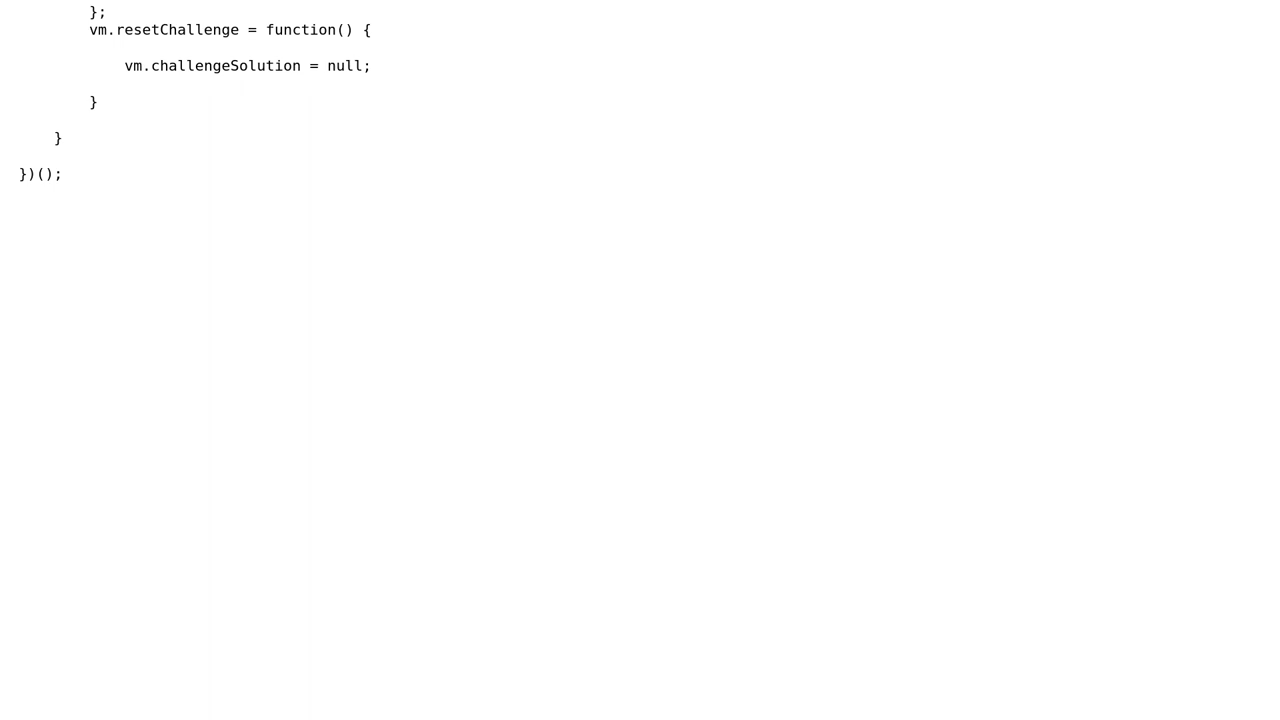 };
        vm.resetChallenge = function() {
            vm.challengeSolution = null;
        }
    }
})();